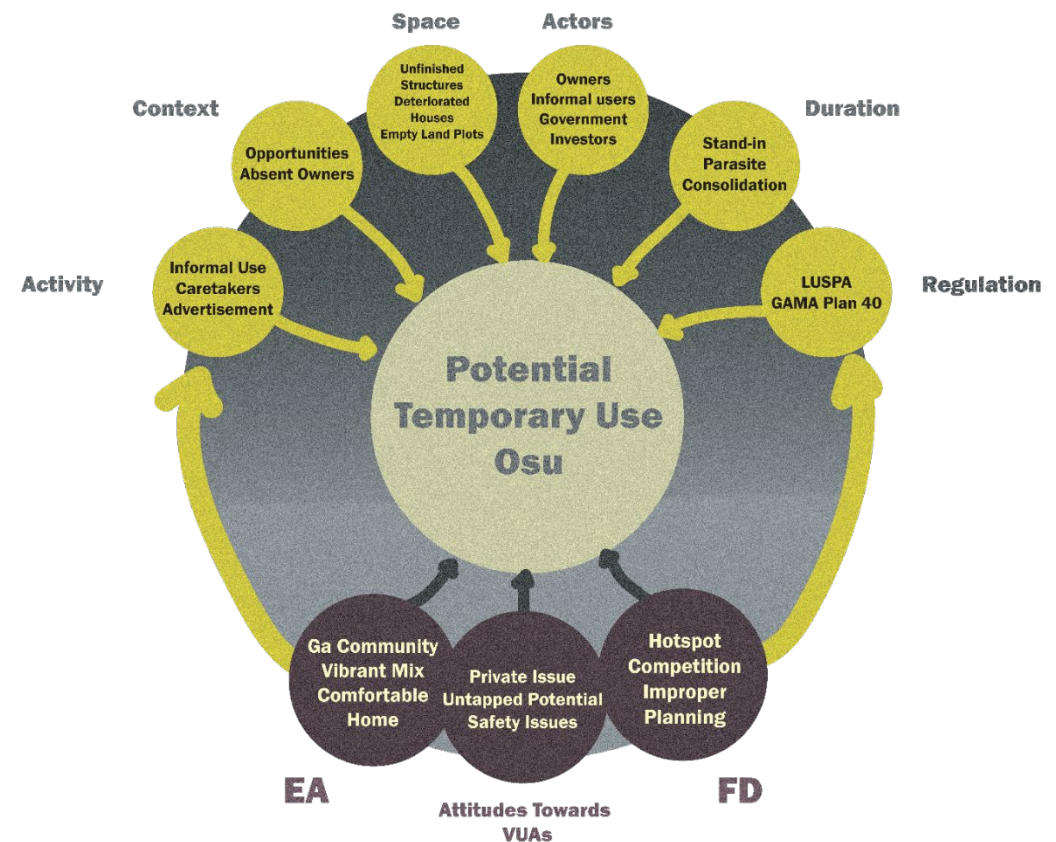 Space
Actors
Context
Duration
Activity
Regulation
Unfinished
Structures
Deteriorated
Houses
Empty Land Plots
Owners
Informal users
Government
Investors
Opportunities
Absent Owners
Stand-in
Parasite
Consolidation
Informal Use
Caretakers
Advertisement
LUSPA
GAMA Plan 40
Potential
Temporary Use
Osu
Ga Community
Vibrant Mix
Comfortable
Home
Private Issue
Untapped Potential
Safety Issues
Hotspot
Competition
Improper
Planning
EA
FD
Attitudes Towards
VUAs